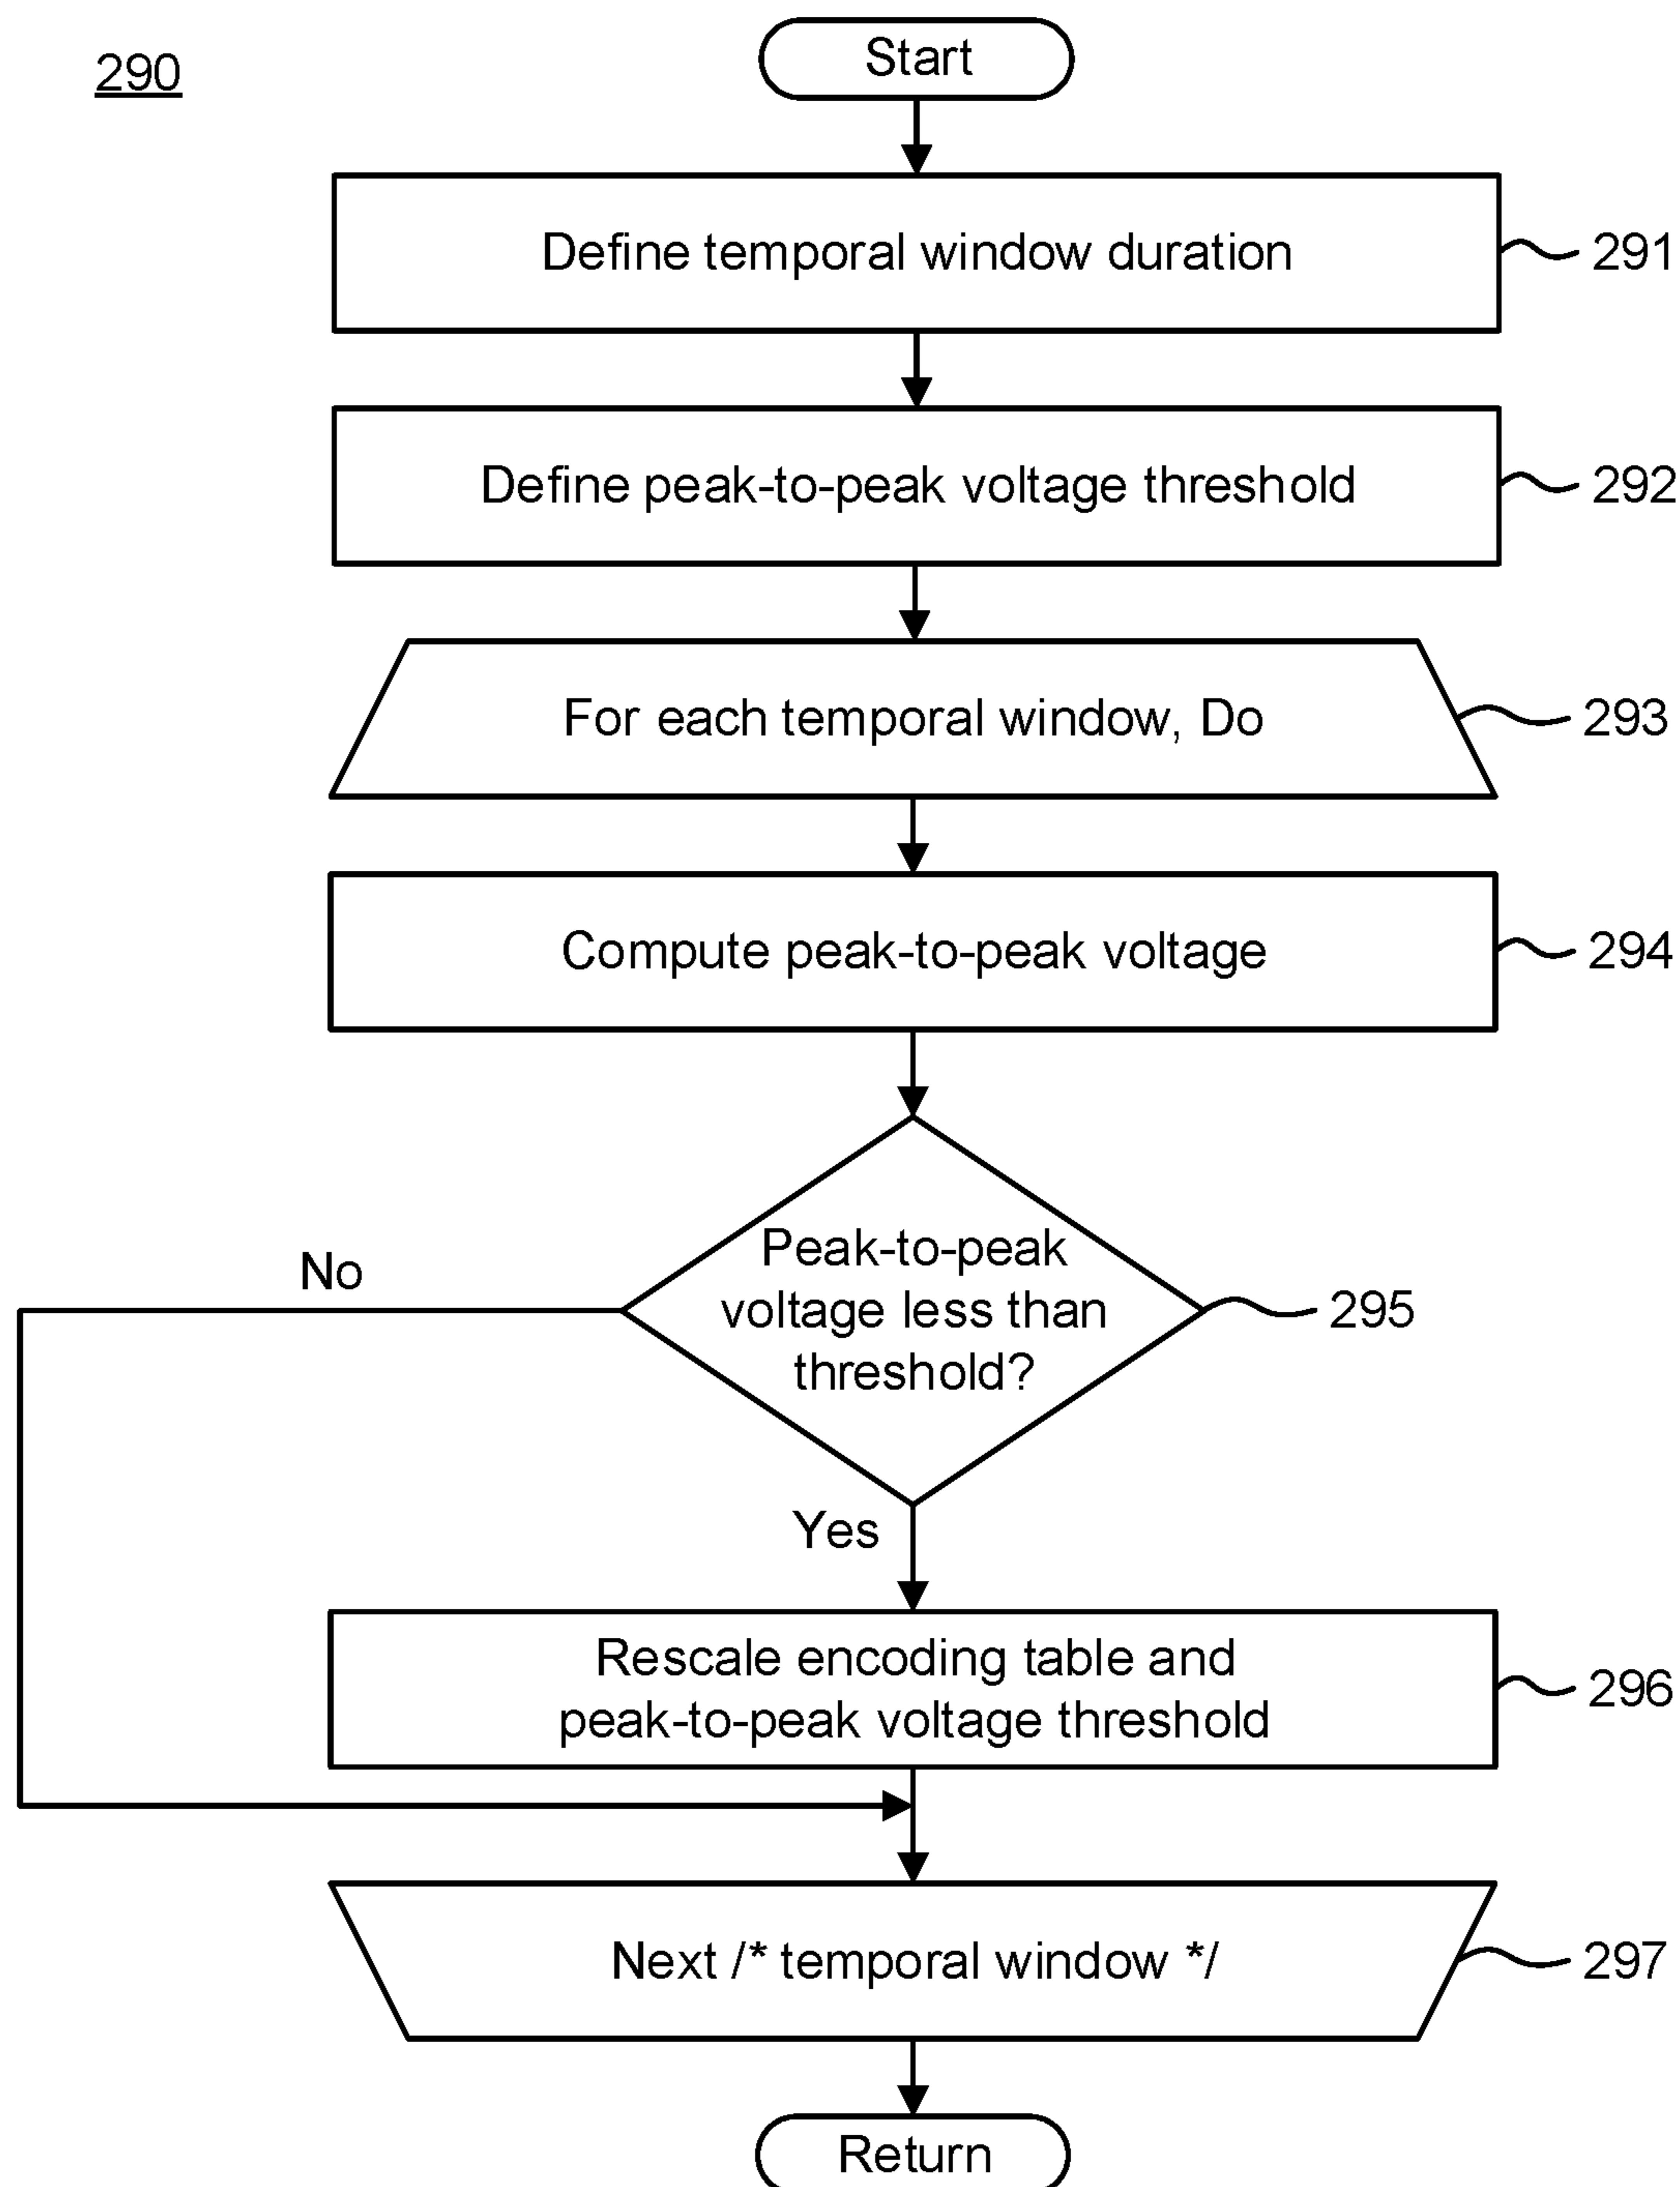 290
Start
Define temporal window duration
291
Define peak-to-peak voltage threshold
292
For each temporal window, Do
293
Compute peak-to-peak voltage
294
Peak-to-peak
voltage less than
threshold?
295
No
Yes
Rescale encoding table and
peak-to-peak voltage threshold
296
Next /* temporal window */
297
Return